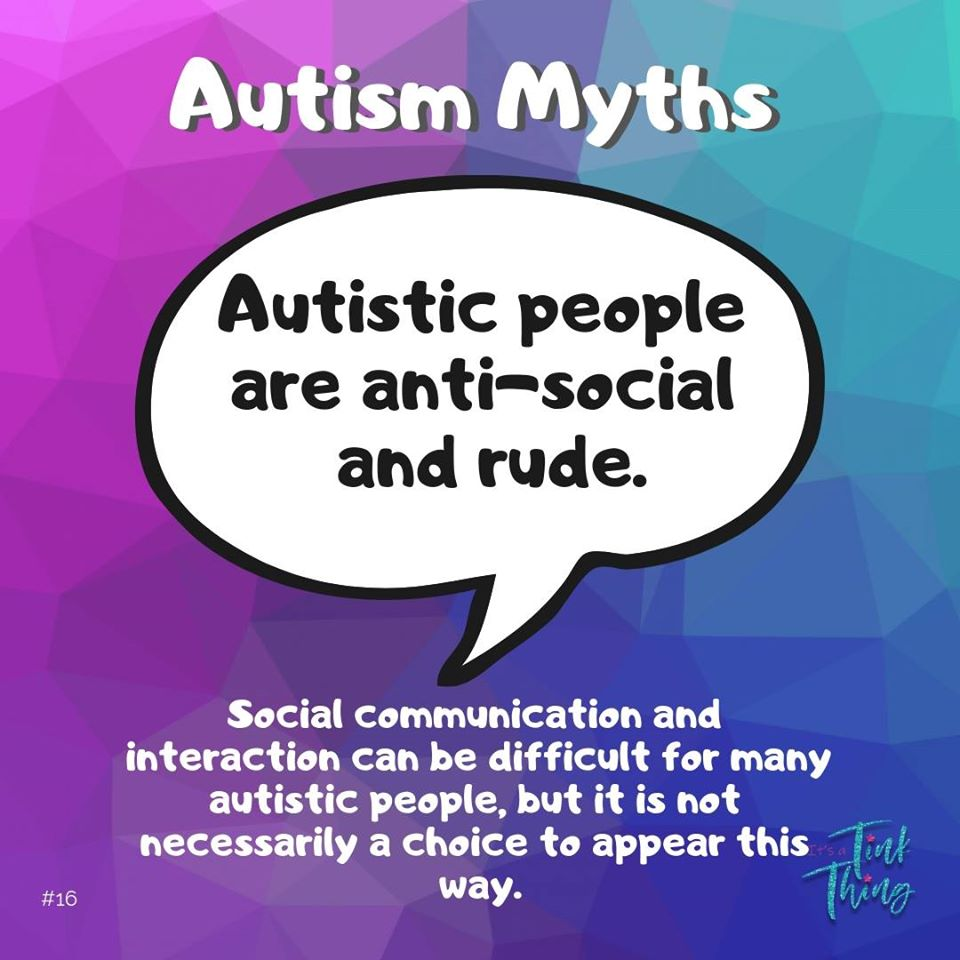 Autism Myths
Autistic people
are anti-social
and rude.
Social communication and
interaction can be difficult for many
autistic people, but it is not
necessarily a choice to appear this
way.
It's a
Tink
Thing
#16